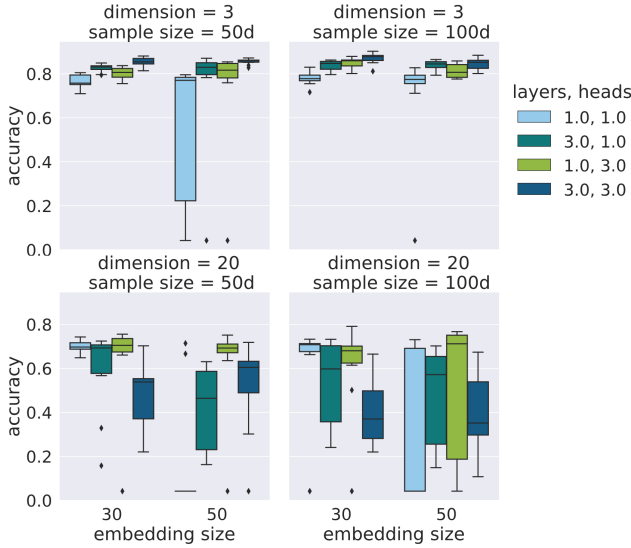 dimension = 3
sample size = 50d
dimension = 3
sample size = 100d
accuracy
0.8
0.6
0.4
0.2
0.0
layers, heads
1.0, 1.0
3.0, 1.0
1.0, 3.0
3.0, 3.0
dimension = 20
sample size = 50d
dimension = 20
sample size = 100d
accuracy
0.8
0.6
0.4
0.2
0.0
30
50
embedding size
30
50
embedding size